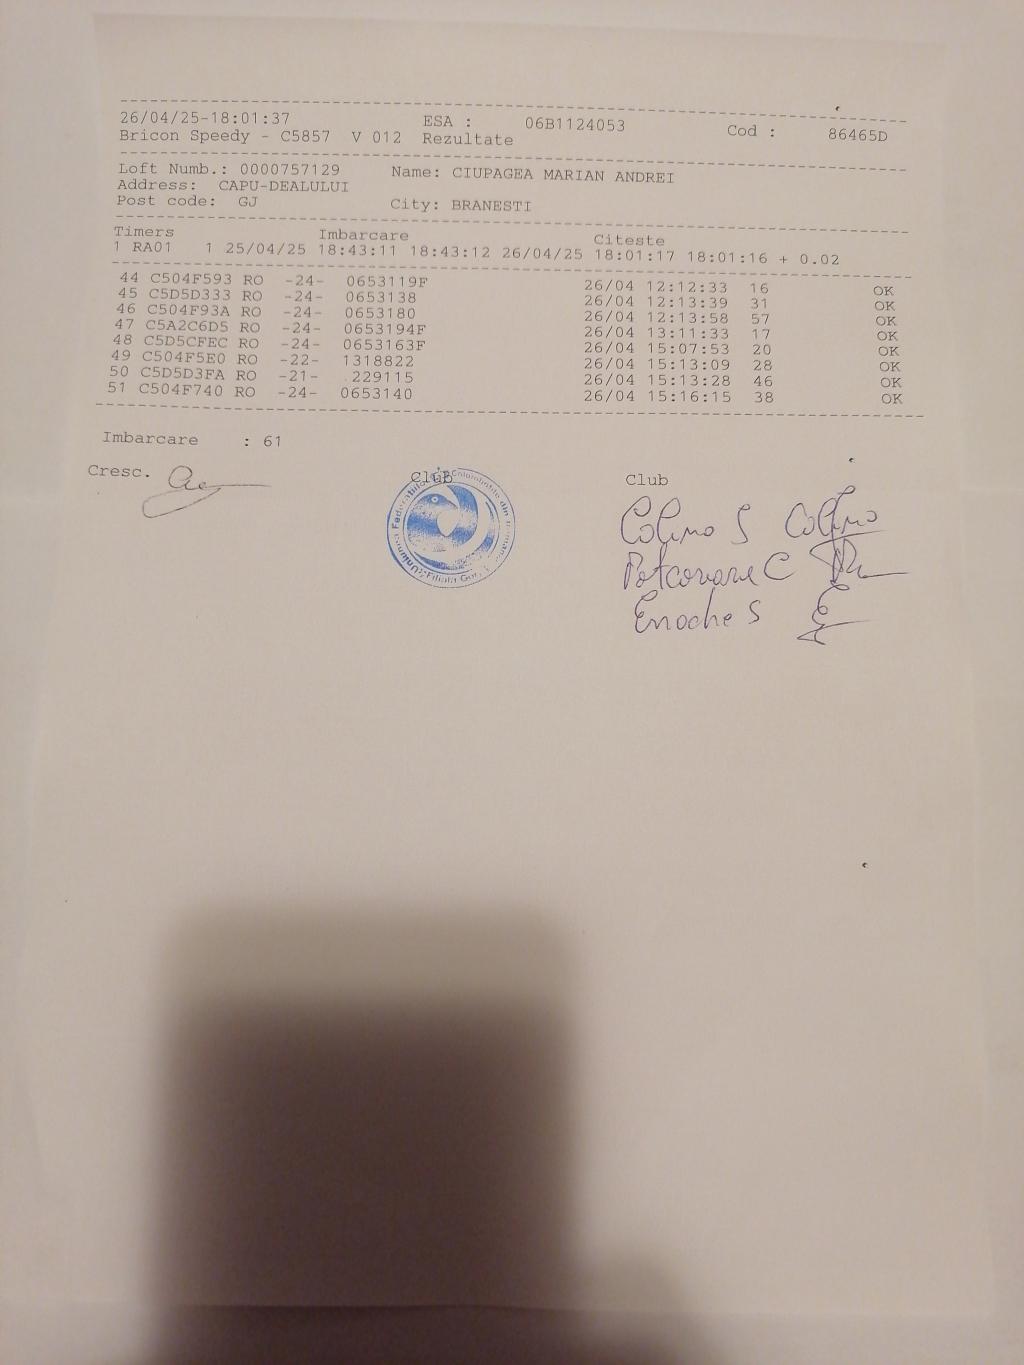 26/04/25-18:01:37 ESA : 06B1124053 Cod : 86465D
Bricon Speedy - C5857 V 012 Rezultate
Loft Numb.: 0000757129 Name: CIUPAGEA MARIAN ANDREI
Address: CAPU-DEALULUI
Post code: GJ City: BRANESTI
Timers Imbarcare Citeste
1 RA01 1 25/04/25 18:43:11 18:43:12 26/04/25 18:01:17 18:01:16 + 0.02
44 C504F593 RO -24- 0653119F 26/04 12:12:33 16 OK
45 C5D5D333 RO -24- 0653138 26/04 12:13:39 31 OK
46 C504F93A RO -24- 0653180 26/04 12:13:58 57 OK
47 C5A2C6D5 RO -24- 0653194F 26/04 13:11:33 17 OK
48 C5D5CFEC RO -24- 0653163F 26/04 15:07:53 20 OK
49 C504F5E0 RO -22- 1318822 26/04 15:13:09 28 OK
50 C5D5D3FA RO -21- .229115 26/04 15:13:28 46 OK
51 C504F740 RO -24- 0653140 26/04 15:16:15 38 OK
Imbarcare : 61
Cresc. Club Club
Filiala Gorj
Colino S
C
Enoche S